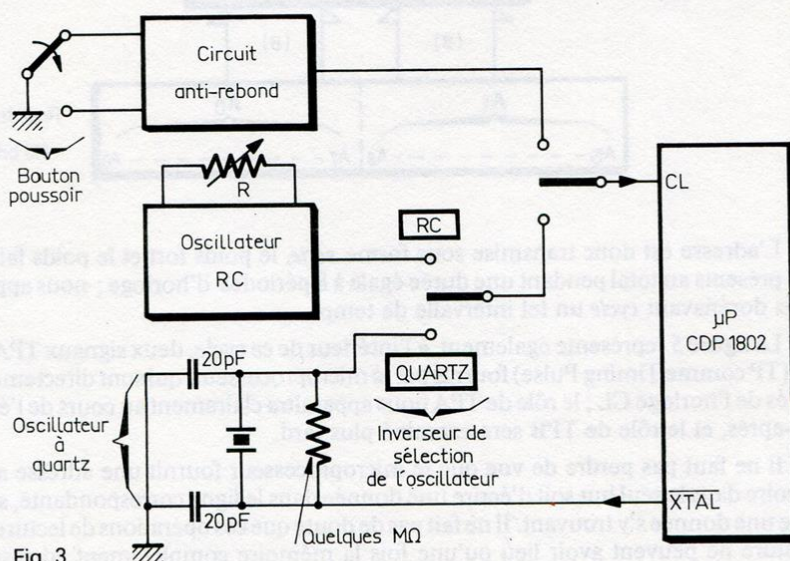 Circuit
anti-rebond
Bouton
poussoir
R
Oscillateur
RC
CL
RC
µP
CDP 1802
20pF
QUARTZ
Oscillateur
à
quartz
Inverseur de
sélection
de l'oscillateur
XTAL
20pF
Quelques MΩ
Fig. 3